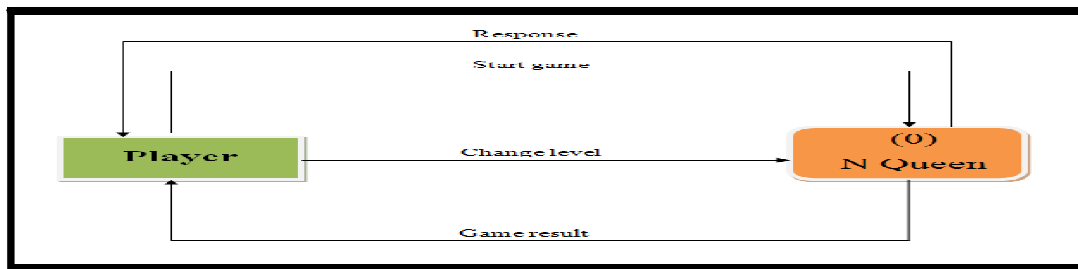 Response
Start game
Player
Change level
(0)
N Queen
Game result